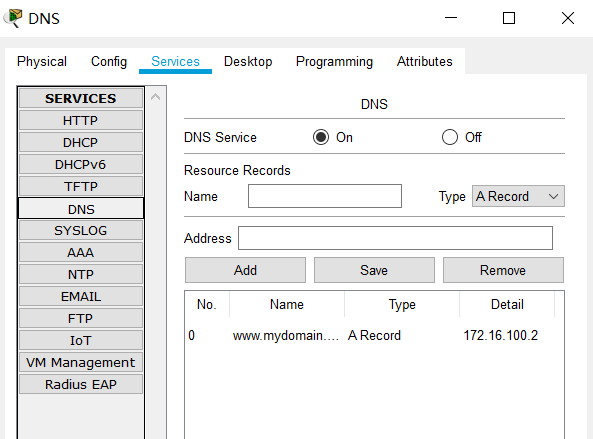 DNS
Physical Config Services Desktop Programming Attributes
SERVICES
HTTP
DHCP
DHCPv6
TFTP
DNS
SYSLOG
AAA
NTP
EMAIL
FTP
IoT
VM Management
Radius EAP
DNS
DNS Service On Off
Resource Records
Name Type A Record
Address
Add Save Remove
No. Name Type Detail
0 www.mydomain.... A Record 172.16.100.2